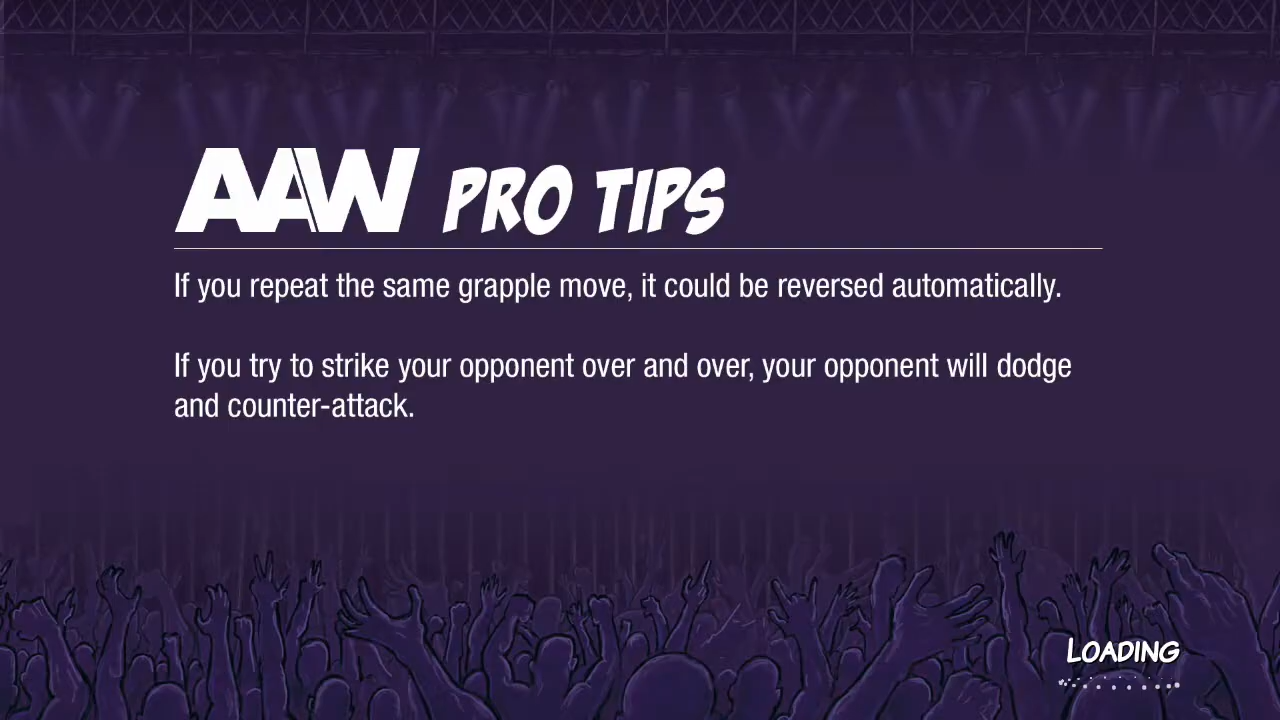 AAW PRO TIPS
If you repeat the same grapple move, it could be reversed automatically.
If you try to strike your opponent over and over, your opponent will dodge
and counter-attack.
LOADING